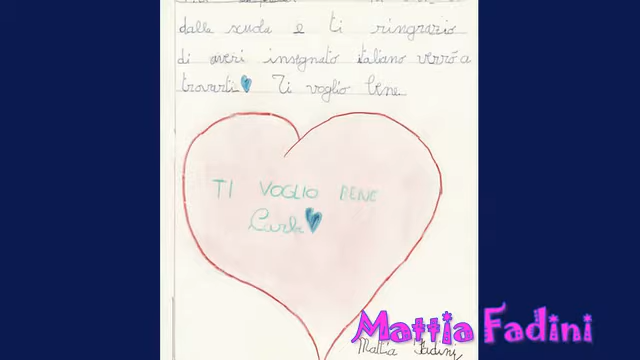 dalla scuola e ti ringrazio
di averi insegnato italiano verrò a
trovarti Ti voglio bene
TI VOGLIO BENE
Carla
Mattia Fadini
Mattia Fadini